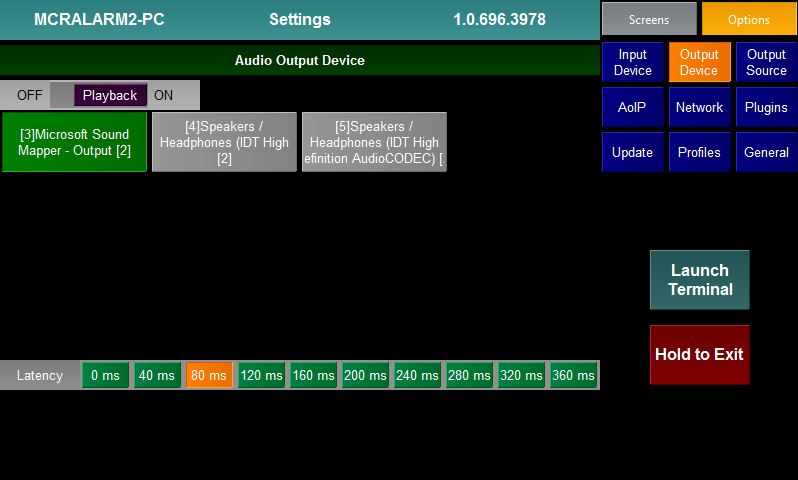 MCRALARM2-PC Settings 1.0.696.3978
Screens Options
Audio Output Device
Input
Device
Output
Device
Output
Source
OFF Playback ON
AoIP Network Plugins
[3]Microsoft Sound
Mapper - Output [2]
[4]Speakers /
Headphones (IDT High
[2]
[5]Speakers /
Headphones (IDT High
efinition AudioCODEC) [
Update Profiles General
Launch
Terminal
Hold to Exit
Latency 0 ms 40 ms 80 ms 120 ms 160 ms 200 ms 240 ms 280 ms 320 ms 360 ms